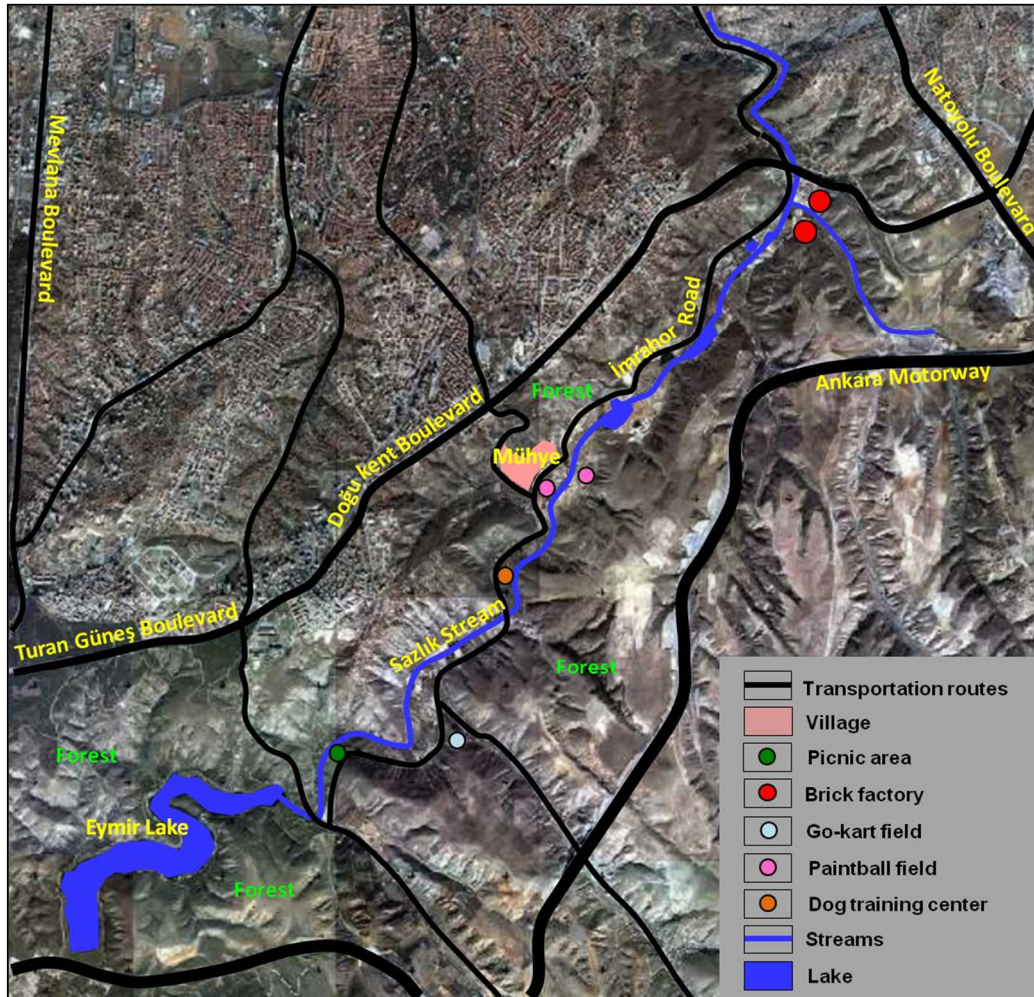 Mevlana Boulevard
Natoyolu Boulevard
İmrahor Road
Ankara Motorway
Forest
Doğu kent Boulevard
Mühye
Turan Güneş Boulevard
Sazlık Stream
Forest
Forest
Eymir Lake
Forest
Transportation routes
Village
Picnic area
Brick factory
Go-kart field
Paintball field
Dog training center
Streams
Lake